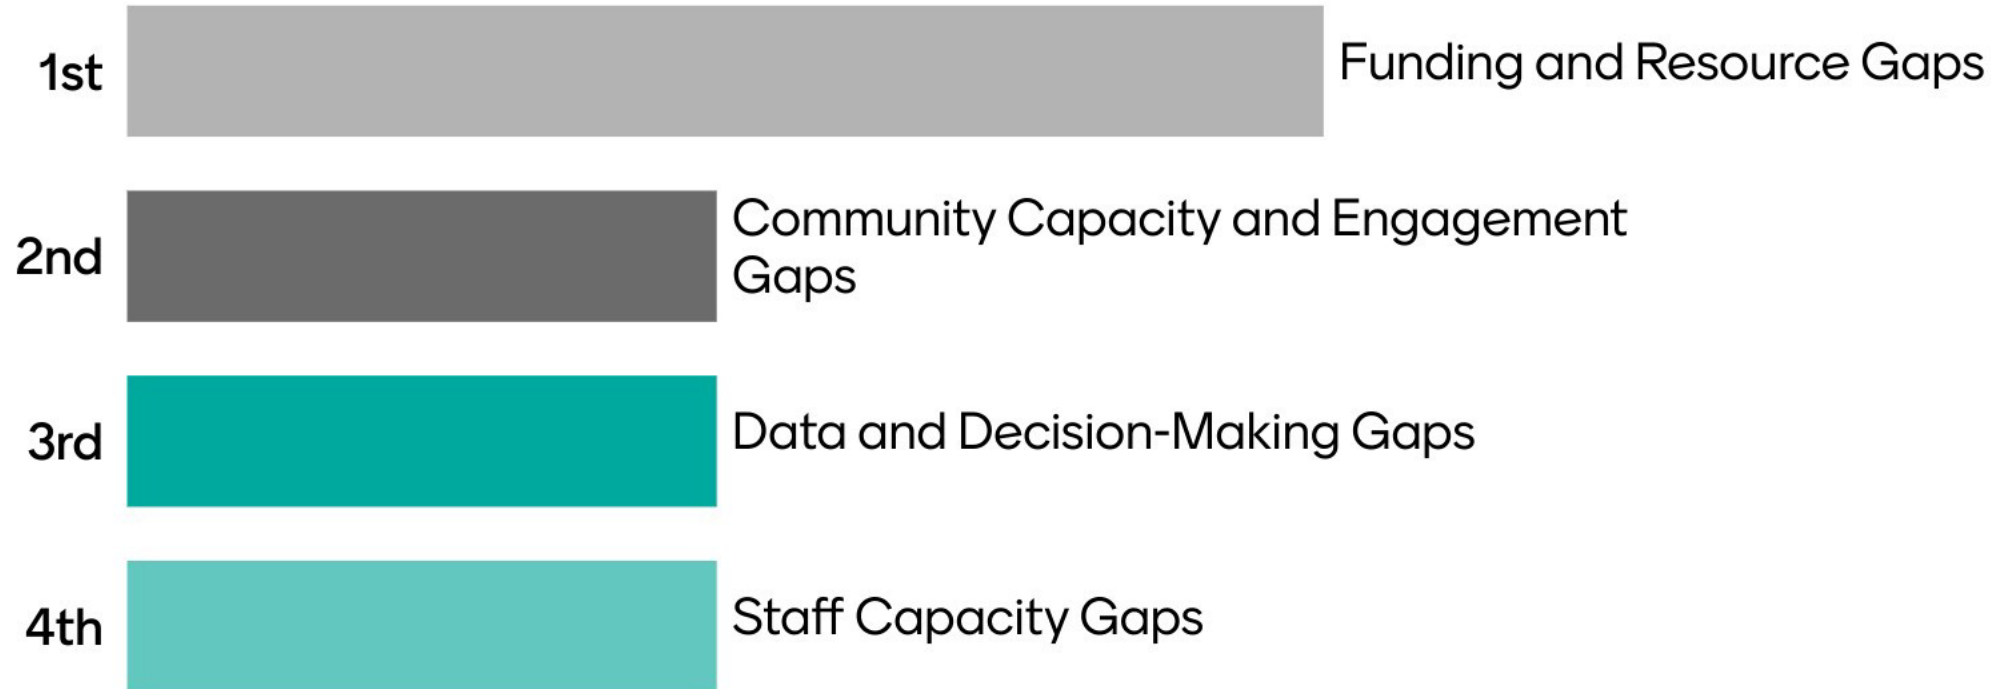 1st
Funding and Resource Gaps
2nd
Community Capacity and Engagement
Gaps
3rd
Data and Decision-Making Gaps
4th
Staff Capacity Gaps